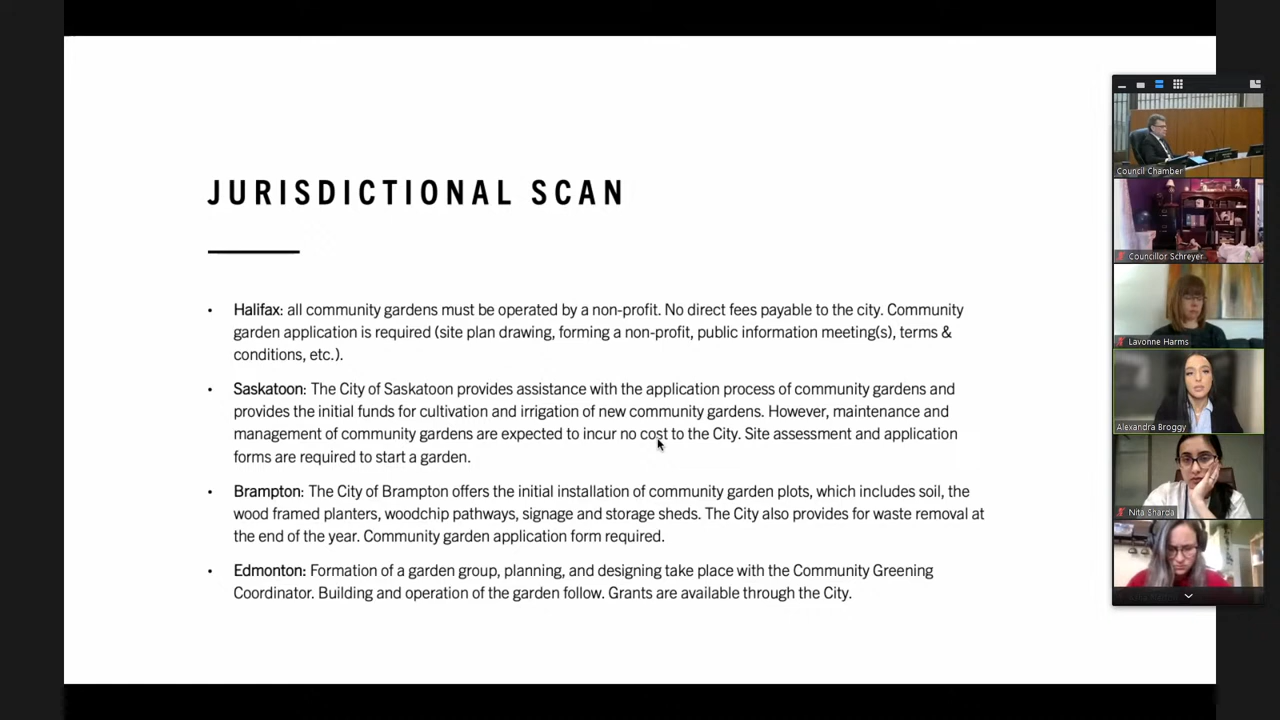 JURISDICTIONAL SCAN
• Halifax: all community gardens must be operated by a non-profit. No direct fees payable to the city. Community
garden application is required (site plan drawing, forming a non-profit, public information meeting(s), terms &
conditions, etc.).
• Saskatoon: The City of Saskatoon provides assistance with the application process of community gardens and
provides the initial funds for cultivation and irrigation of new community gardens. However, maintenance and
management of community gardens are expected to incur no cost to the City. Site assessment and application
forms are required to start a garden.
• Brampton: The City of Brampton offers the initial installation of community garden plots, which includes soil, the
wood framed planters, woodchip pathways, signage and storage sheds. The City also provides for waste removal at
the end of the year. Community garden application form required.
• Edmonton: Formation of a garden group, planning, and designing take place with the Community Greening
Coordinator. Building and operation of the garden follow. Grants are available through the City.
Council Chamber
Councillor Schreyer
Lavonne Harms
Alexandra Broggy
Nita Sharda